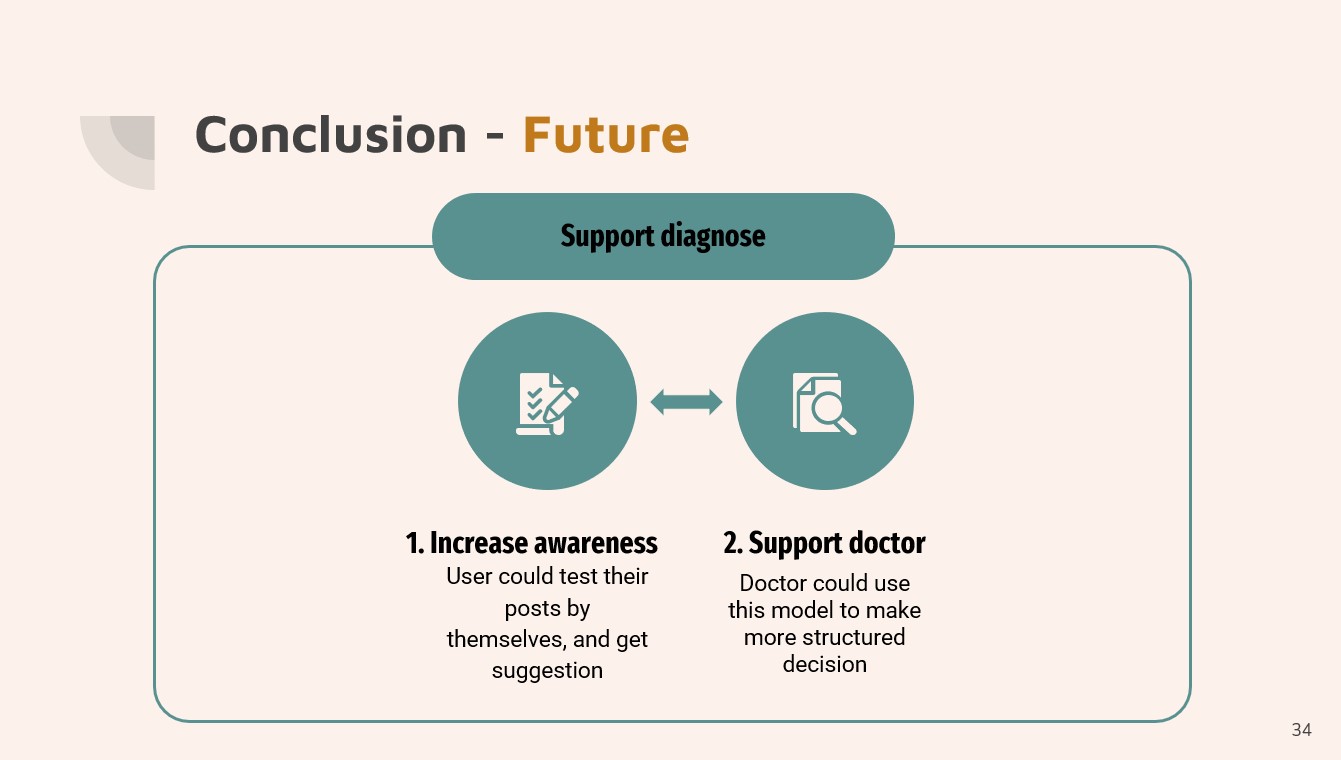 Conclusion - Future
Support diagnose
1. Increase awareness
User could test their
posts by
themselves, and get
suggestion
2. Support doctor
Doctor could use
this model to make
more structured
decision
34